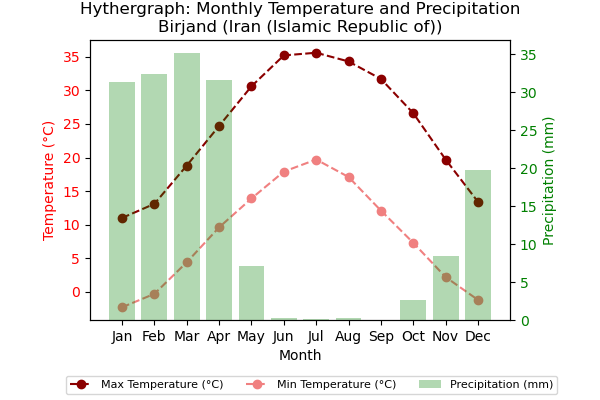 Hythergraph: Monthly Temperature and Precipitation
Birjand (Iran (Islamic Republic of))
35
30
25
20
15
10
5
0
Temperature (°C)
35
30
25
20
15
10
5
0
Precipitation (mm)
Jan Feb Mar Apr May Jun Jul Aug Sep Oct Nov Dec
Month
Max Temperature (°C) Min Temperature (°C) Precipitation (mm)